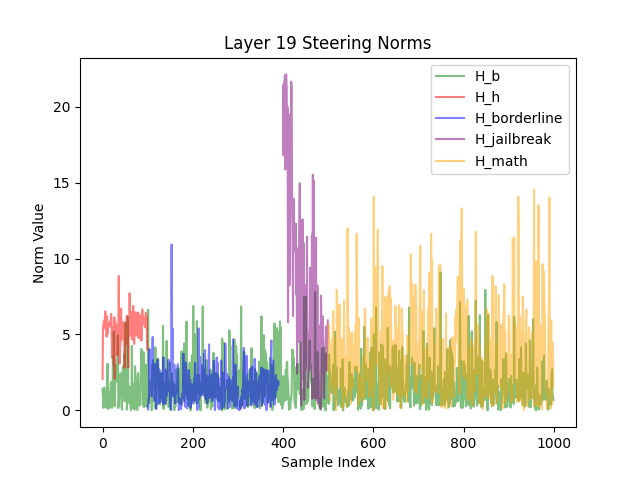 Layer 19 Steering Norms
H_b
H_h
H_borderline
H_jailbreak
H_math
Norm Value
20
15
10
5
0
0
200
400
600
800
1000
Sample Index